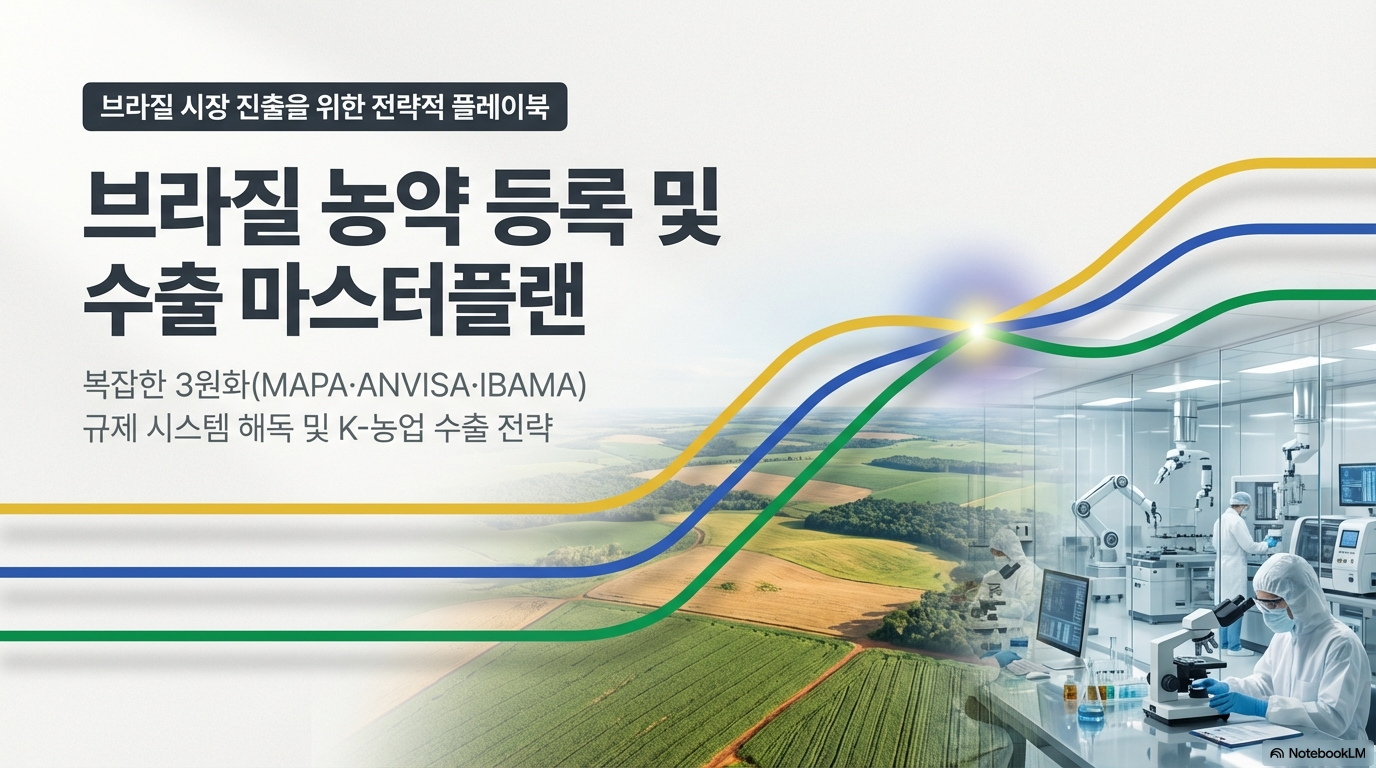 브라질 시장 진출을 위한 전략적 플레이북
브라질 농약 등록 및
수출 마스터플랜
복잡한 3원화(MAPA·ANVISA·IBAMA)
규제 시스템 해독 및 K-농업 수출 전략
NotebookLM